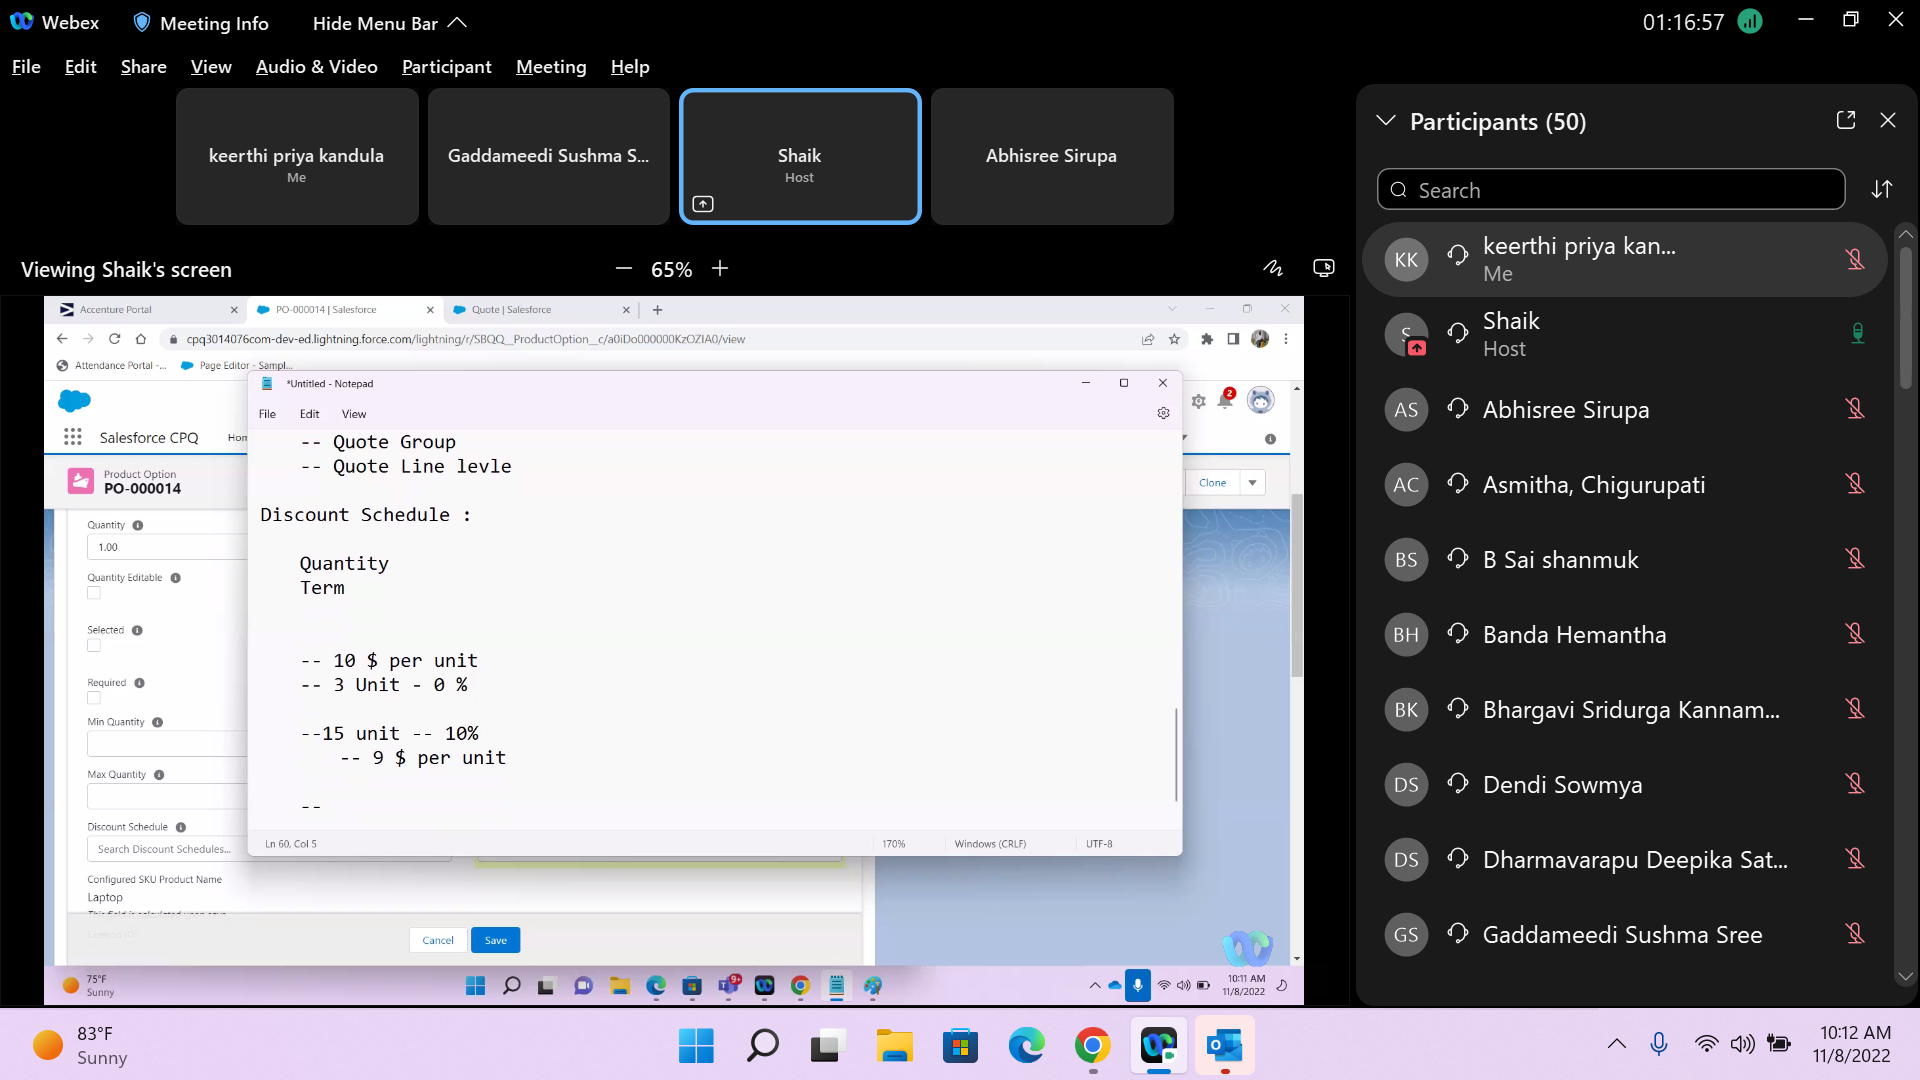 Webex
Meeting Info
Hide Menu Bar
01:16:57
File Edit Share View Audio & Video Participant Meeting Help
keerthi priya kandula
Me
Gaddameedi Sushma S...
Shaik
Host
Abhisree Sirupa
Viewing Shaik's screen
65%
Accenture Portal
PO-000014 | Salesforce
Quote | Salesforce
cpq3014076com-dev-ed.lightning.force.com/lightning/r/SBQQ__ProductOption__c/a0iDo000000KzOZIA0/view
Attendance Portal -...
Page Editor - Sampl...
*Untitled - Notepad
File Edit View
2
Salesforce CPQ
Hom
Product Option
PO-000014
Clone
-- Quote Group
-- Quote Line levle
Discount Schedule :
Quantity
Term
-- 10 $ per unit
-- 3 Unit - 0 %
--15 unit -- 10%
-- 9 $ per unit
--
Ln 60, Col 5
170%
Windows (CRLF)
UTF-8
Quantity
1.00
Quantity Editable
Selected
Required
Min Quantity
Max Quantity
Discount Schedule
Search Discount Schedules...
Configured SKU Product Name
Laptop
Cancel
Save
75°F
Sunny
9+
10:11 AM
11/8/2022
Participants (50)
Search
KK
keerthi priya kan...
Me
S
Shaik
Host
AS
Abhisree Sirupa
AC
Asmitha, Chigurupati
BS
B Sai shanmuk
BH
Banda Hemantha
BK
Bhargavi Sridurga Kannam...
DS
Dendi Sowmya
DS
Dharmavarapu Deepika Sat...
GS
Gaddameedi Sushma Sree
83°F
Sunny
10:12 AM
11/8/2022